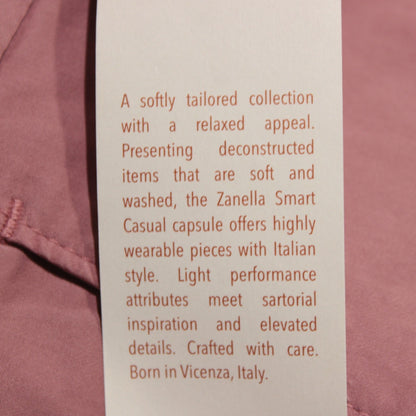 A softly tailored collection
with a relaxed appeal.
Presenting deconstructed
items that are soft and
washed, the Zanella Smart
Casual capsule offers highly
wearable pieces with Italian
style. Light performance
attributes meet sartorial
inspiration and elevated
details. Crafted with care.
Born in Vicenza, Italy.